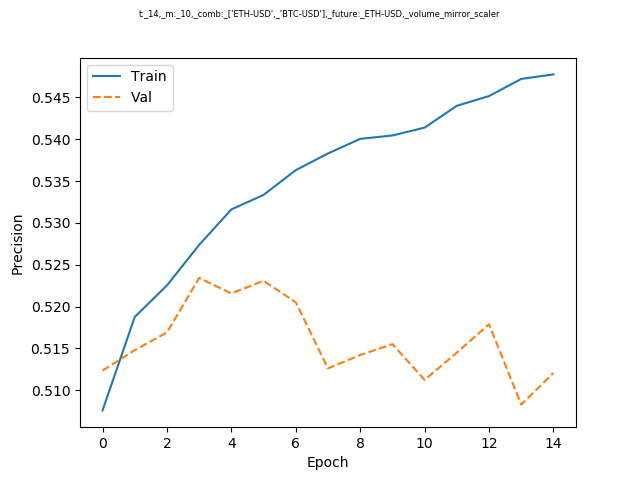 t:_14,_m:_10,_comb:_['ETH-USD',_'BTC-USD'],_future:_ETH-USD,_volume_mirror_scaler
Train
Val
0.545
0.540
0.535
0.530
0.525
0.520
0.515
0.510
Precision
0 2 4 6 8 10 12 14
Epoch